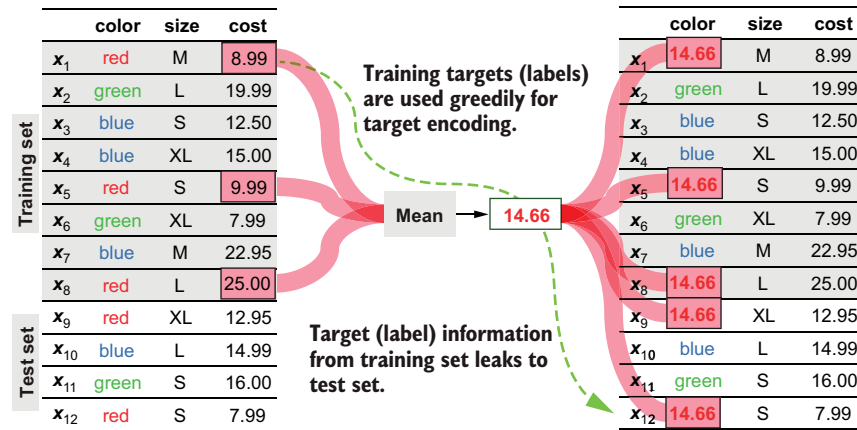 color size cost
x1 red M 8.99
x2 green L 19.99
x3 blue S 12.50
x4 blue XL 15.00
x5 red S 9.99
x6 green XL 7.99
x7 blue M 22.95
x8 red L 25.00
x9 red XL 12.95
x10 blue L 14.99
x11 green S 16.00
x12 red S 7.99
Training set
Test set
Training targets (labels)
are used greedily for
target encoding.
Mean
14.66
Target (label) information
from training set leaks to
test set.
color size cost
x1 14.66 M 8.99
x2 green L 19.99
x3 blue S 12.50
x4 blue XL 15.00
x5 14.66 S 9.99
x6 green XL 7.99
x7 blue M 22.95
x8 14.66 L 25.00
x9 14.66 XL 12.95
x10 blue L 14.99
x11 green S 16.00
x12 14.66 S 7.99